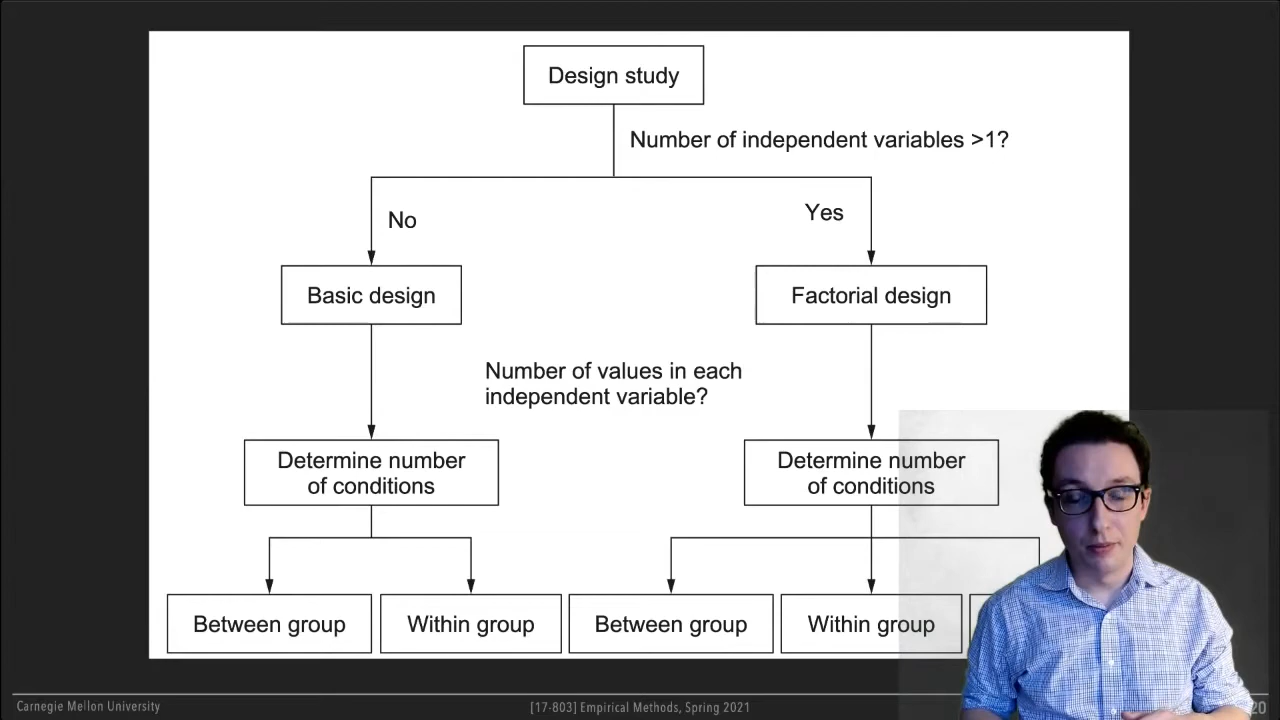 Design study
Number of independent variables >1?
No
Yes
Basic design
Factorial design
Number of values in each
independent variable?
Determine number
of conditions
Determine number
of conditions
Between group
Within group
Between group
Within group
Carnegie Mellon University
[17-803] Empirical Methods, Spring 2021
20